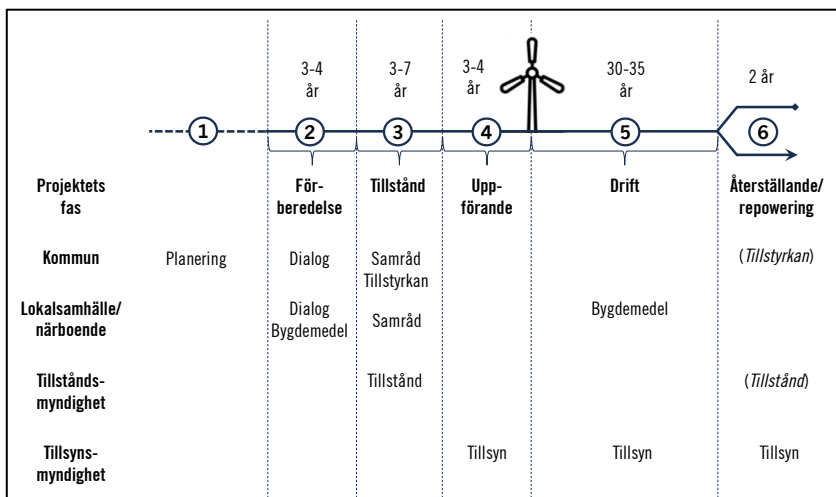 3-4
år
3-7
år
3-4
år
30-35
år
2 år
1
2
3
4
5
6
Projektets
fas
För-
beredelse
Tillstånd
Upp-
förande
Drift
Återställande/
repowering
Kommun
Planering
Dialog
Samråd
Tillstyrkan
(Tillstyrkan)
Lokalsamhälle/
närboende
Dialog
Bygdemedel
Samråd
Bygdemedel
Tillstånds-
myndighet
Tillstånd
(Tillstånd)
Tillsyns-
myndighet
Tillsyn
Tillsyn
Tillsyn